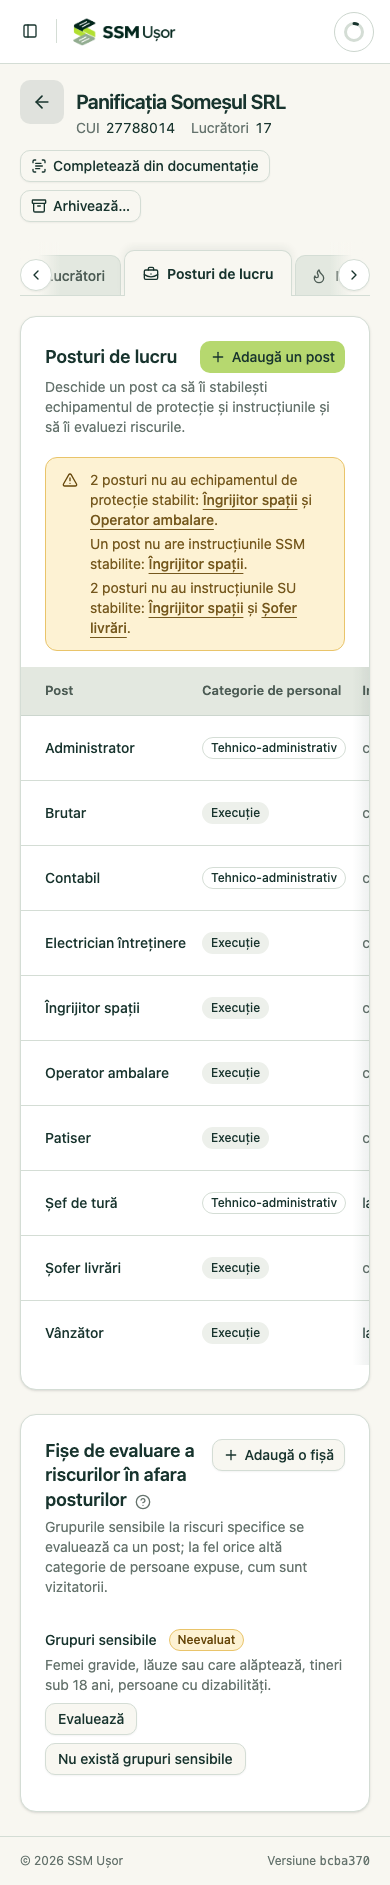 SSM Ușor
Panificația Someșul SRL
CUI 27788014 Lucrători 17
Completează din documentație
Arhivează...
Lucrători
Posturi de lucru
Posturi de lucru
Adaugă un post
Deschide un post ca să îi stabilești
echipamentul de protecție și instrucțiunile și
să îi evaluezi riscurile.
2 posturi nu au echipamentul de
protecție stabilit: Îngrijitor spații și
Operator ambalare.
Un post nu are instrucțiunile SSM
stabilite: Îngrijitor spații.
2 posturi nu au instrucțiunile SU
stabilite: Îngrijitor spații și Șofer
livrări.
Post Categorie de personal
Administrator Tehnico-administrativ
Brutar Execuție
Contabil Tehnico-administrativ
Electrician întreținere Execuție
Îngrijitor spații Execuție
Operator ambalare Execuție
Patiser Execuție
Șef de tură Tehnico-administrativ
Șofer livrări Execuție
Vânzător Execuție
Fișe de evaluare a
riscurilor în afara
posturilor
Adaugă o fișă
Grupurile sensibile la riscuri specifice se
evaluează ca un post; la fel orice altă
categorie de persoane expuse, cum sunt
vizitatorii.
Grupuri sensibile Neevaluat
Femei gravide, lăuze sau care alăptează, tineri
sub 18 ani, persoane cu dizabilități.
Evaluează
Nu există grupuri sensibile
© 2026 SSM Ușor Versiune bcba370